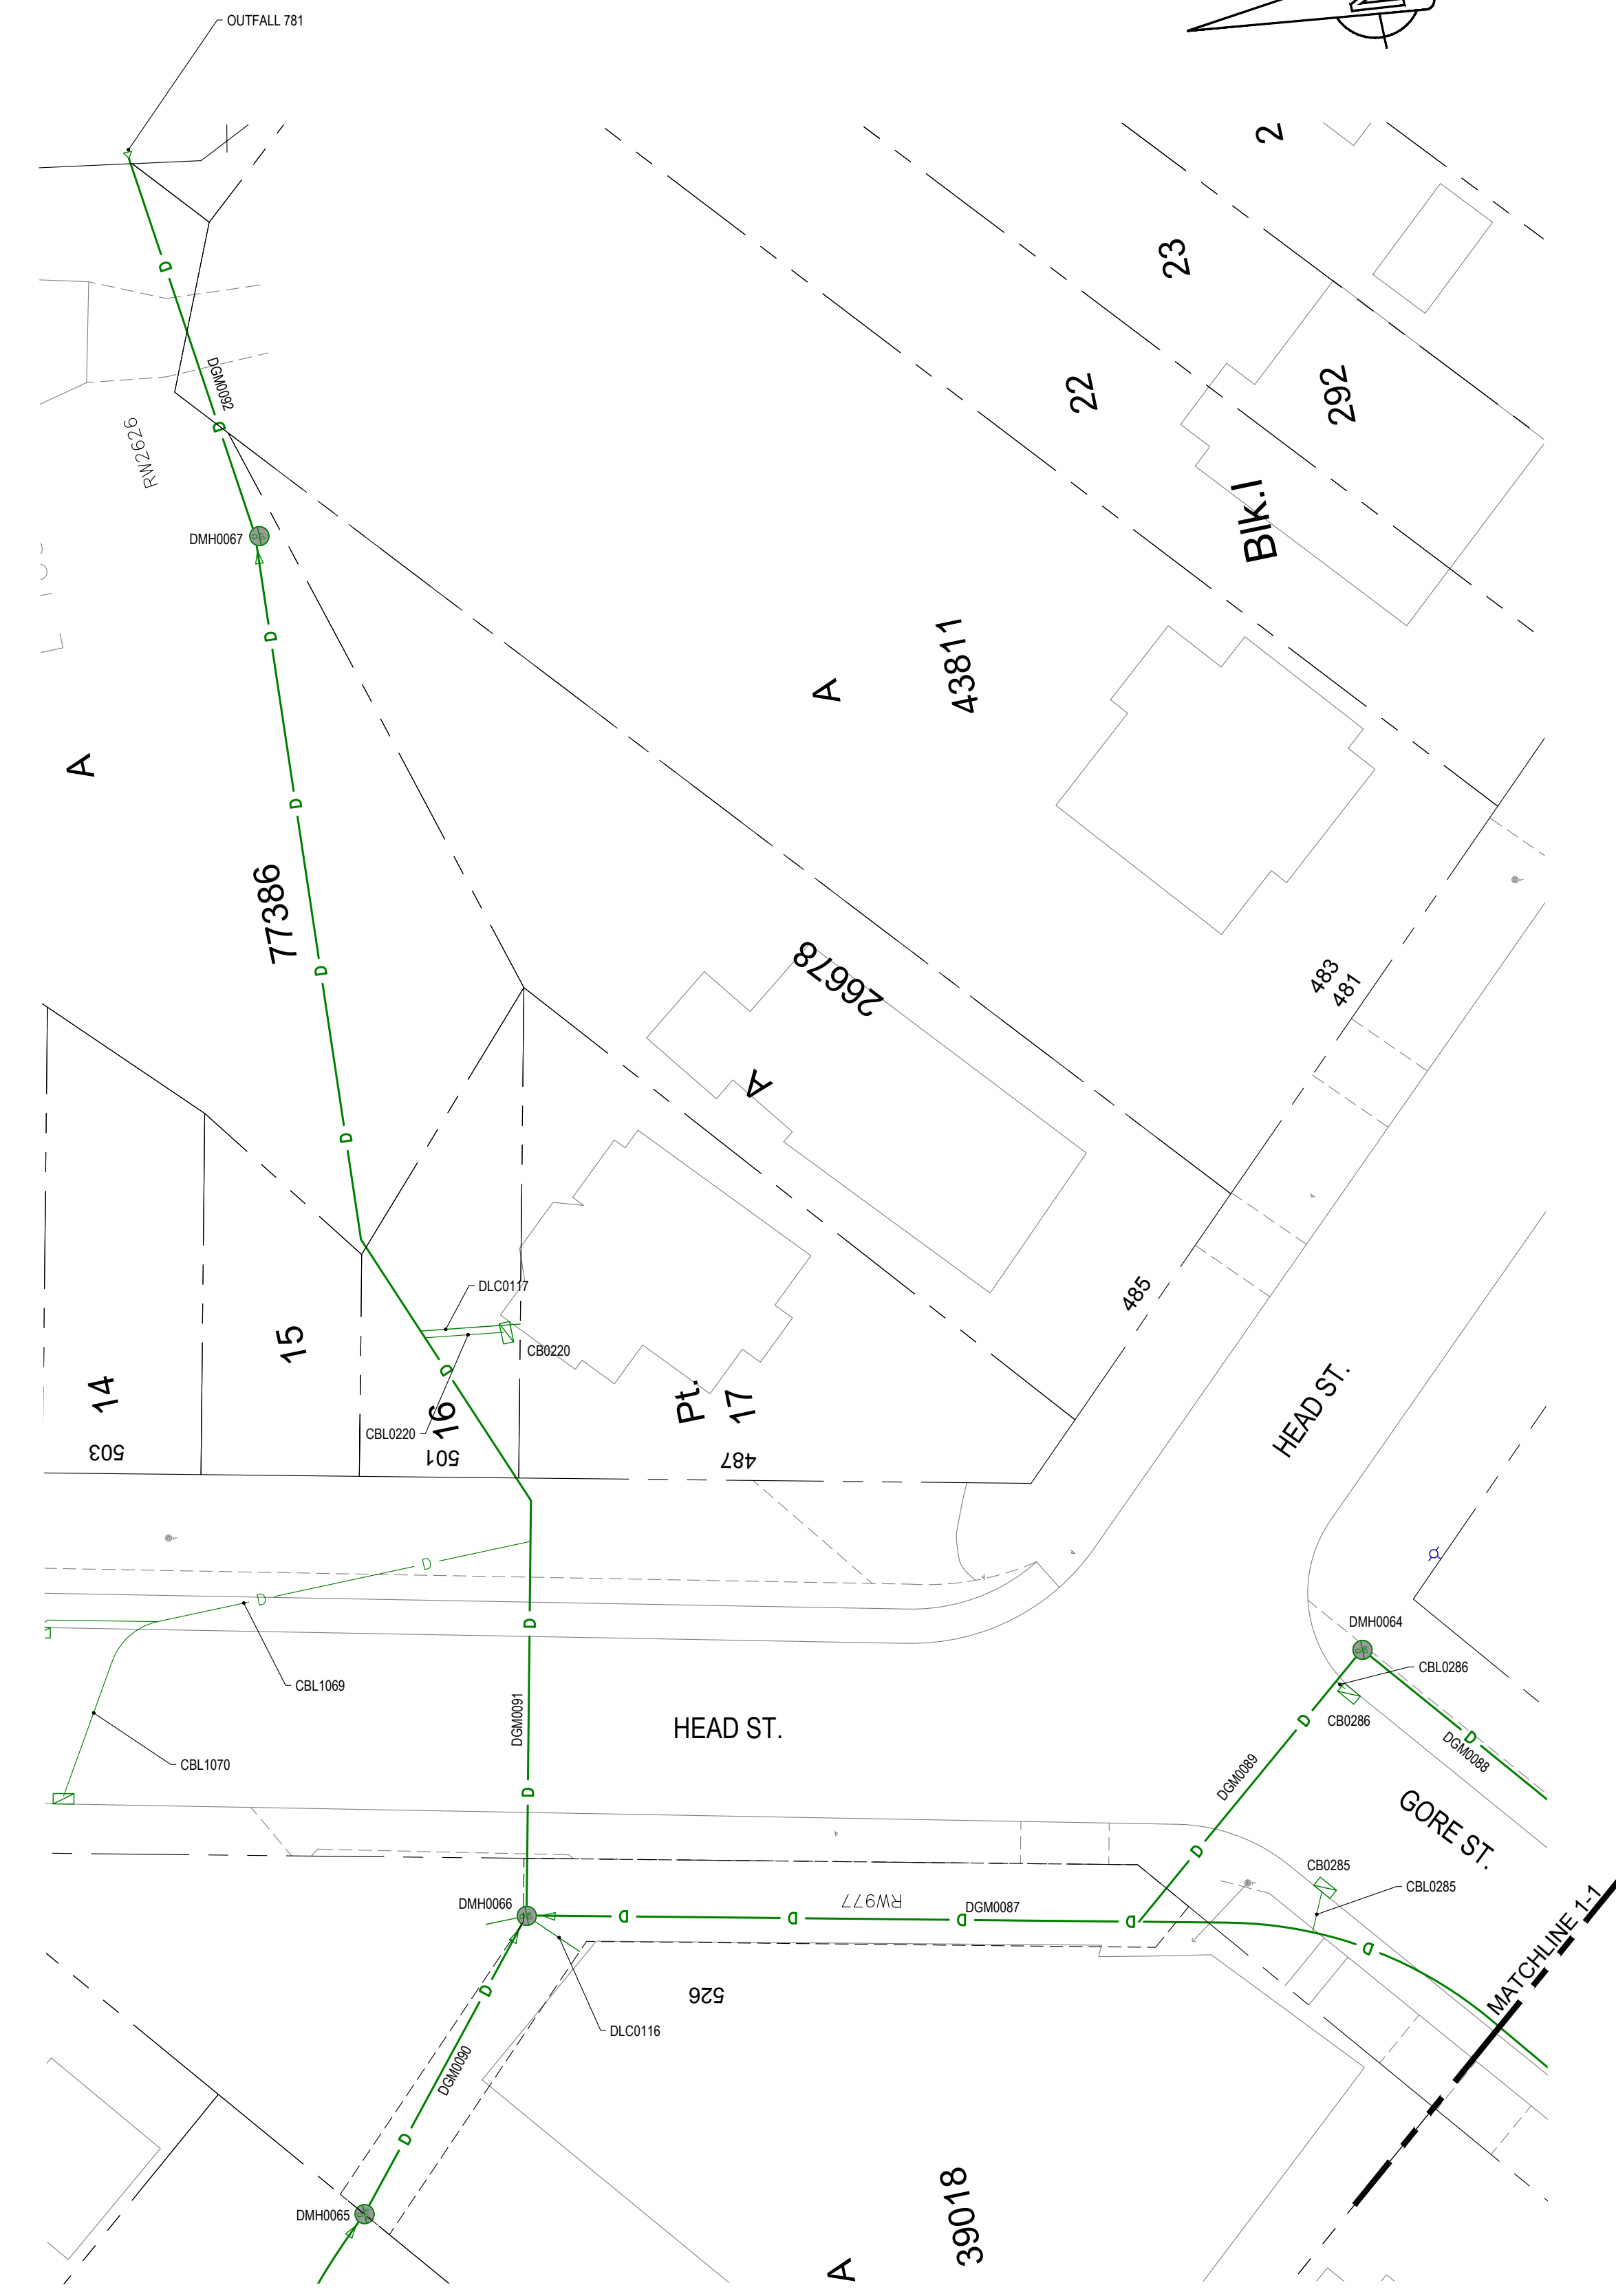 OUTFALL 781
2
D
23
DGM0092
22
292
D
RW2626
Blk.I
DMH0067
D
43811
A
A
D
77386
D
26678
483
481
A
D
DLC0117
485
CB0220
15
D
14
16
Pt.
17
HEAD ST.
CBL0220
503
501
487
D
D
D
DMH0064
CBL0286
CBL1069
CB0286
D
D
DGM0091
HEAD ST.
DGM0088
CBL1070
DGM0089
D
GORE ST.
D
CB0285
CBL0285
DMH0066
RW977
DGM0087
D
D
D
D
D
MATCHLINE 1-1
D
526
DLC0116
DGM0090
D
DMH0065
39018
A